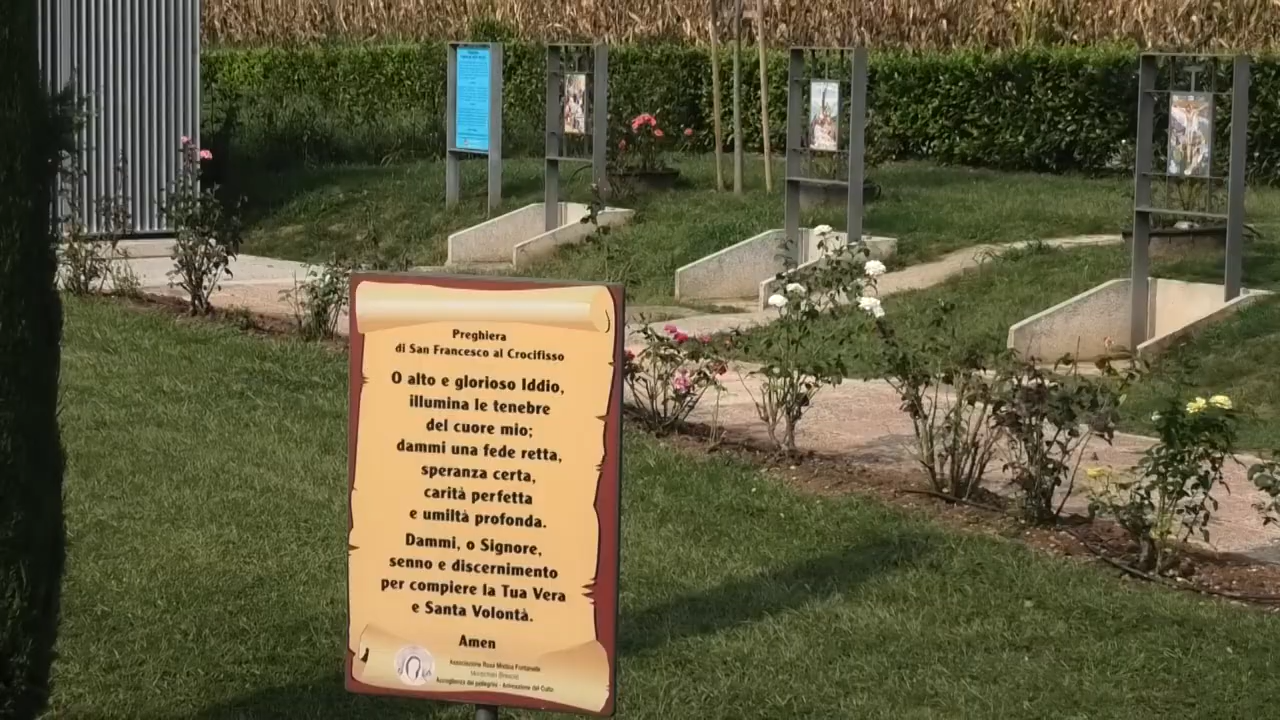 Preghiera
di San Francesco al Crocifisso
O alto e glorioso Iddio,
illumina le tenebre
del cuore mio;
dammi una fede retta,
speranza certa,
carità perfetta
e umiltà profonda.
Dammi, o Signore,
senno e discernimento
per compiere la Tua Vera
e Santa Volontà.
Amen
Associazione Rosa Mistica Fontanelle
Montichiari (Brescia)
Accoglienza dei pellegrini - Animazione del Culto